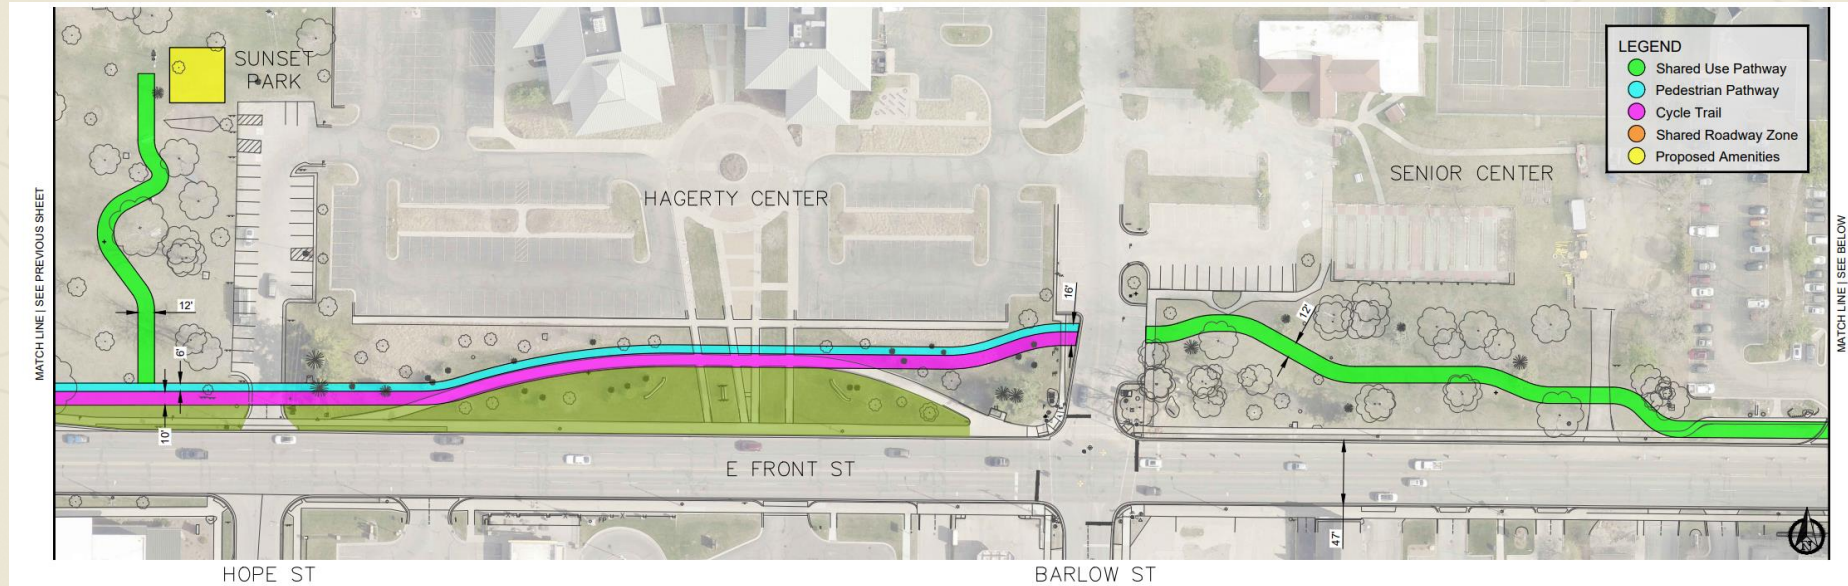 SUNSET
PARK
HAGERTY CENTER
SENIOR CENTER
LEGEND
Shared Use Pathway
Pedestrian Pathway
Cycle Trail
Shared Roadway Zone
Proposed Amenities
MATCH LINE | SEE PREVIOUS SHEET
MATCH LINE | SEE BELOW
12'
6'
10'
16'
12'
47'
E FRONT ST
N
HOPE ST
BARLOW ST